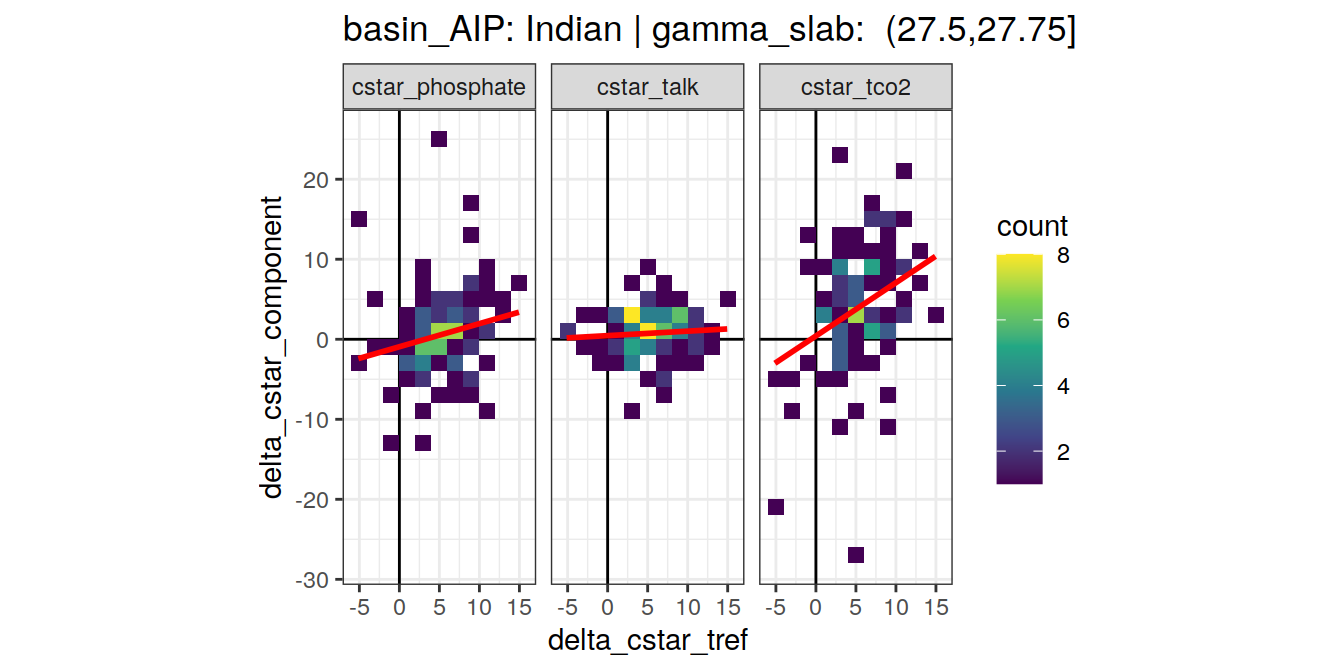 basin_AIP: Indian | gamma_slab:  (27.5,27.75]
cstar_phosphate
cstar_talk
cstar_tco2
delta_cstar_component
20
10
0
-10
-20
-30
-5 0 5 10 15
-5 0 5 10 15
-5 0 5 10 15
delta_cstar_tref
count
8
6
4
2